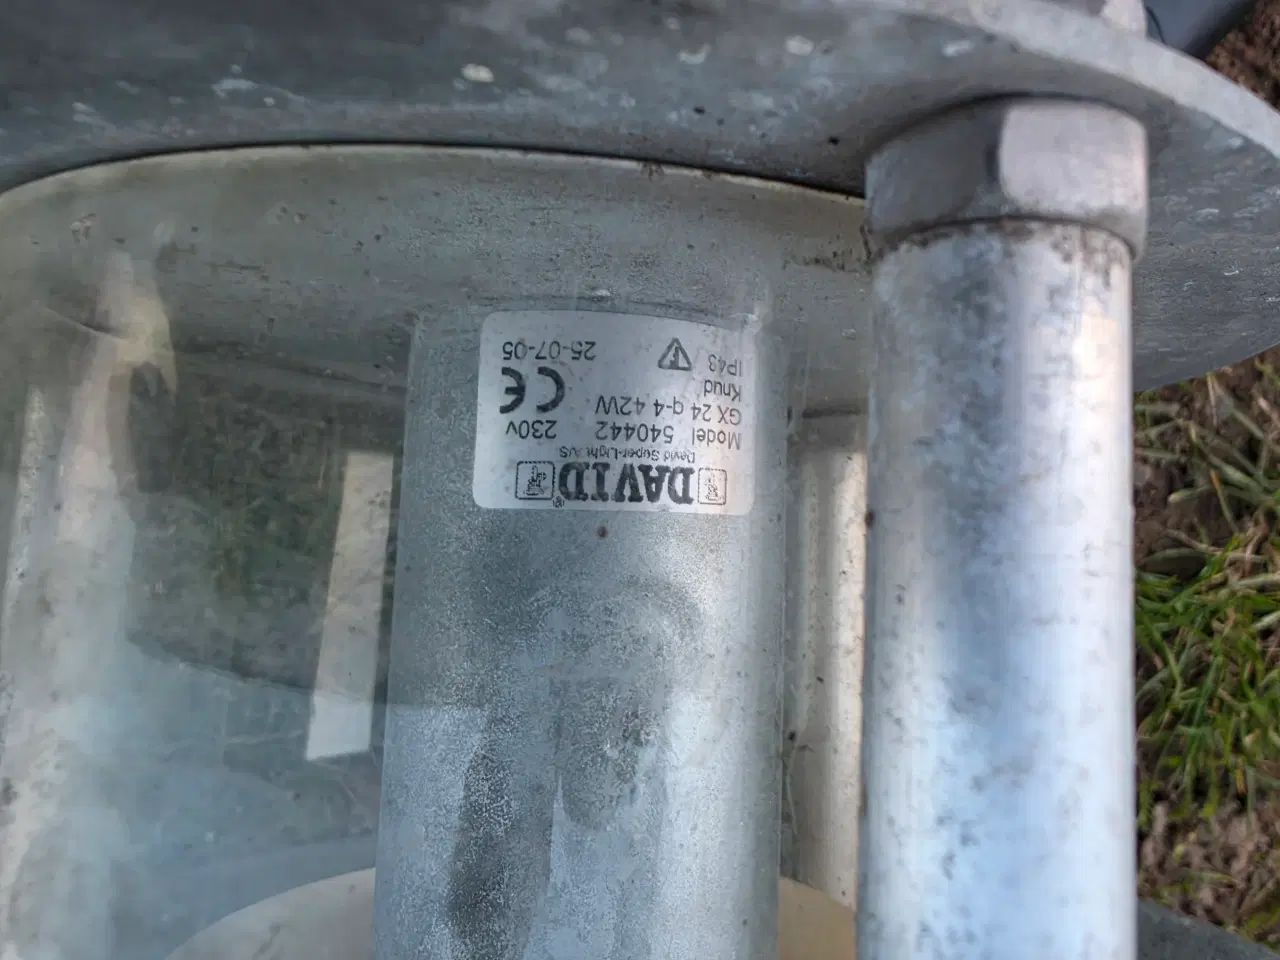 DAVID®
David Super-Light A/S
Model 540442 230v
GX 24 q-4 42W
Knud
IP43
CE
25-07-05